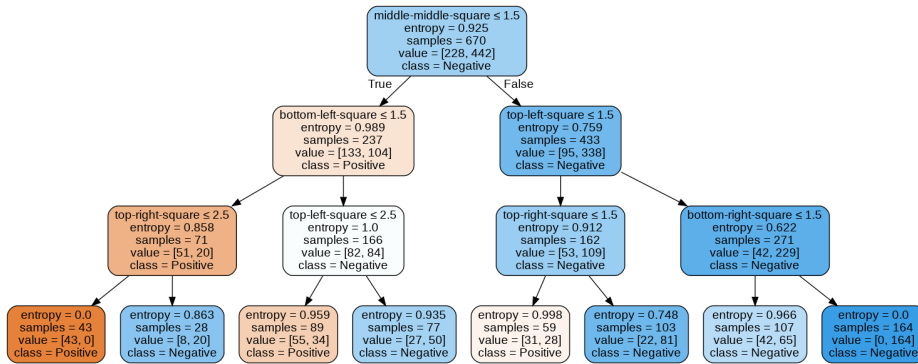 middle-middle-square ≤ 1.5
entropy = 0.925
samples = 670
value = [228, 442]
class = Negative
True
False
bottom-left-square ≤ 1.5
entropy = 0.989
samples = 237
value = [133, 104]
class = Positive
top-left-square ≤ 1.5
entropy = 0.759
samples = 433
value = [95, 338]
class = Negative
top-right-square ≤ 2.5
entropy = 0.858
samples = 71
value = [51, 20]
class = Positive
top-left-square ≤ 2.5
entropy = 1.0
samples = 166
value = [82, 84]
class = Negative
top-right-square ≤ 1.5
entropy = 0.912
samples = 162
value = [53, 109]
class = Negative
bottom-right-square ≤ 1.5
entropy = 0.622
samples = 271
value = [42, 229]
class = Negative
entropy = 0.0
samples = 43
value = [43, 0]
class = Positive
entropy = 0.863
samples = 28
value = [8, 20]
class = Negative
entropy = 0.959
samples = 89
value = [55, 34]
class = Positive
entropy = 0.935
samples = 77
value = [27, 50]
class = Negative
entropy = 0.998
samples = 59
value = [31, 28]
class = Positive
entropy = 0.748
samples = 103
value = [22, 81]
class = Negative
entropy = 0.966
samples = 107
value = [42, 65]
class = Negative
entropy = 0.0
samples = 164
value = [0, 164]
class = Negative